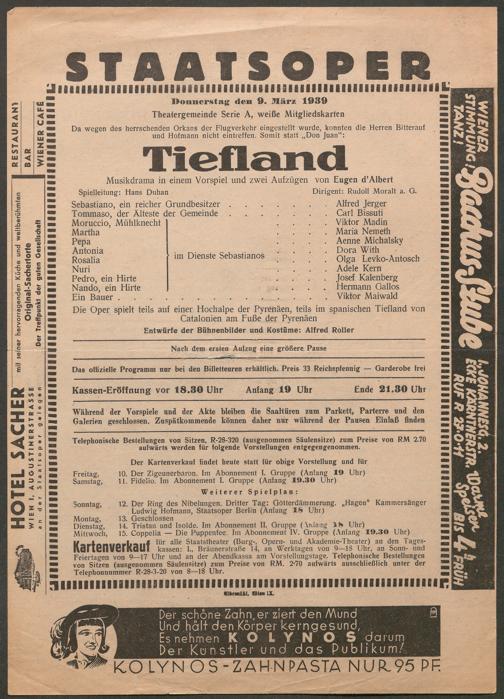 STAATSOPER
Donnerstag den 9. März 1939
Theatergemeinde Serie A, weiße Mitgliedskarten
Da wegen des herrschenden Orkans der Flugverkehr eingestellt wurde, konnten die Herren Bitterauf
und Hofmann nicht eintreffen. Somit statt „Don Juan":
Tiefland
Musikdrama in einem Vorspiel und zwei Aufzügen von Eugen d'Albert
Spielleitung: Hans Duhan Dirigent: Rudolf Moralt a. G.
Sebastiano, ein reicher Grundbesitzer . . . . Alfred Jerger
Tommaso, der Älteste der Gemeinde . . . . Carl Bissuti
Moruccio, Mühlknecht . . . . Viktor Madin
Martha . . . . Maria Nemeth
Pepa . . . . Aenne Michalsky
Antonia . . . . Dora With
Rosalia im Dienste Sebastianos . . . . Olga Levko-Antosch
Nuri . . . . Adele Kern
Pedro, ein Hirte . . . . Josef Kalenberg
Nando, ein Hirte . . . . Hermann Gallos
Ein Bauer . . . . Viktor Maiwald
Die Oper spielt teils auf einer Hochalpe der Pyrenäen, teils im spanischen Tiefland von
Catalonien am Fuße der Pyrenäen
Entwürfe der Bühnenbilder und Kostüme: Alfred Roller
Nach dem ersten Aufzug eine größere Pause
Das offizielle Programm nur bei den Billetteuren erhältlich. Preis 33 Reichspfennig — Garderobe frei
Kassen-Eröffnung vor 18.30 Uhr Anfang 19 Uhr Ende 21.30 Uhr
Während der Vorspiele und der Akte bleiben die Saaltüren zum Parkett, Parterre und den
Galerien geschlossen. Zuspätkommende können daher nur während der Pausen Einlaß finden
Telephonische Bestellungen von Sitzen, R-28-320 (ausgenommen Säulensitze) zum Preise von RM 2.70
aufwärts werden für folgende Vorstellungen entgegengenommen.
Der Kartenverkauf findet heute statt für obige Vorstellung und für
Freitag, 10. Der Zigeunerbaron. Im Abonnement I. Gruppe (Anfang 19 Uhr)
Samstag, 11. Fidelio. Im Abonnement I. Gruppe (Anfang 19.30 Uhr)
Weiterer Spielplan:
Sonntag, 12. Der Ring des Nibelungen. Dritter Tag: Götterdämmerung. „Hagen" Kammersänger
Ludwig Hofmann, Staatsoper Berlin (Anfang 18 Uhr)
Montag, 13. Geschlossen
Dienstag, 14. Tristan und Isolde. Im Abonnement II. Gruppe (Anfang 18 Uhr)
Mittwoch, 15. Coppelia — Die Puppenfee. Im Abonnement IV. Gruppe (Anfang 19.30 Uhr)
Kartenverkauf für alle Staatstheater (Burg-, Opern- und Akademie-Theater) an den Tages-
kassen: I., Bräunerstraße 14, an Werktagen von 9—18 Uhr, an Sonn- und
Feiertagen von 9—17 Uhr und an der Abendkassa am Vorstellungstage. Telephonische Bestellungen
von Sitzen (ausgenommen Säulensitze) zum Preise von RM. 2·70 aufwärts ausschließlich unter der
Telephonnummer R-28-3-20 von 8—18 Uhr.
RESTAURANT
BAR
WIENER CAFÉ
mit seiner hervorragenden Küche und weltberühmten
Original-Sachertorte
Der Treffpunkt der guten Gesellschaft
HOTEL SACHER
WIEN I, AUGUSTINERSTRASSE
an der Staatsoper gelegen
WIENER
STIMMUNG!
TANZ!
Bacchus-Stube
I., JOHANNESG. 2,
ECKE KÄRNTNERSTR.
RUF R
BIS 4 h FRÜH
Der schöne Zahn, er ziert den Mund
Und hält den Körper kerngesund,
Es nehmen KOLYNOS darum
Der Künstler und das Publikum!
KOLYNOS-ZAHNPASTA NUR 95 PF.